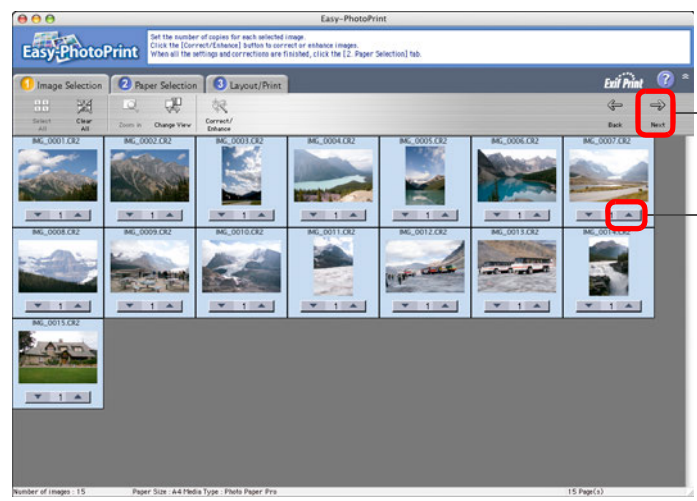 Easy-PhotoPrint
Easy-PhotoPrint
Set the number of copies for each selected image.
Click the [Correct/Enhance] button to correct or enhance images.
When all the settings and corrections are finished, click the [2. Paper Selection] tab.
1 Image Selection
2 Paper Selection
3 Layout/Print
Exif Print
?
Select All
Clear All
Zoom in
Change View
Correct/Enhance
Back
Next
IMG_0001.CR2
IMG_0002.CR2
IMG_0003.CR2
IMG_0004.CR2
IMG_0005.CR2
IMG_0006.CR2
IMG_0007.CR2
1
1
1
1
1
1
1
IMG_0008.CR2
IMG_0009.CR2
IMG_0010.CR2
IMG_0011.CR2
IMG_0012.CR2
IMG_0013.CR2
IMG_0014.CR2
1
1
1
1
1
1
1
IMG_0015.CR2
1
Number of images : 15
Paper Size : A4 Media Type : Photo Paper Pro
15 Page(s)